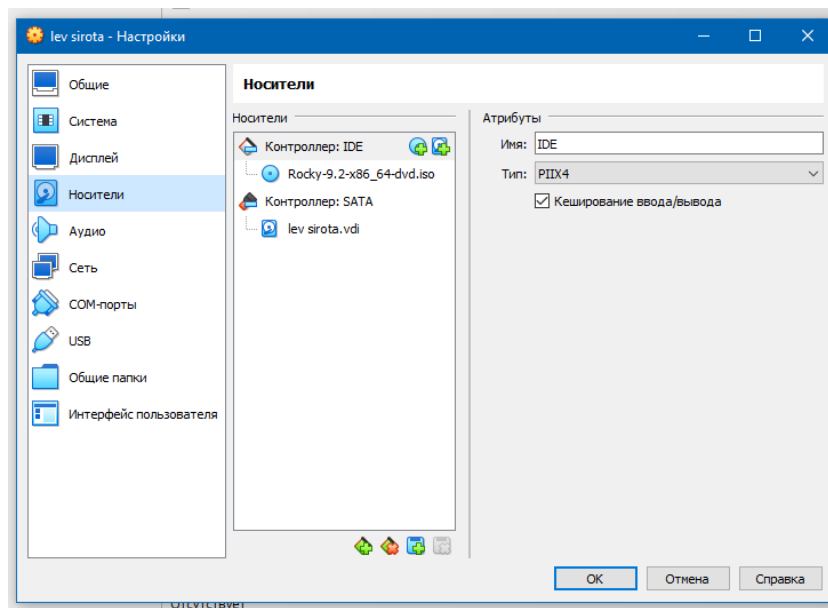 lev sirota - Настройки
Общие
Система
Дисплей
Носители
Аудио
Сеть
COM-порты
USB
Общие папки
Интерфейс пользователя
Носители
Носители
Контроллер: IDE
Rocky-9.2-x86_64-dvd.iso
Контроллер: SATA
lev sirota.vdi
Атрибуты
Имя: IDE
Тип: PIIX4
Кеширование ввода/вывода
OK Отмена Справка
Отсутствует